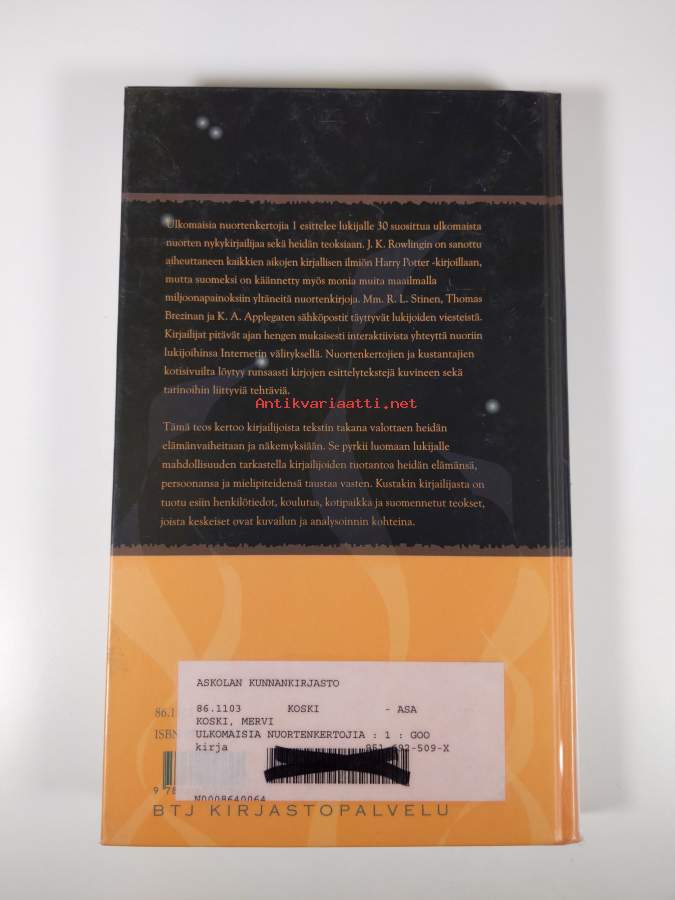 Ulkomaisia nuortenkertojia 1 esittelee lukijalle 30 suosittua ulkomaista
nuorten nykykirjailijaa sekä heidän teoksiaan. J. K. Rowlingin on sanottu
aiheuttaneen kaikkien aikojen kirjallisen ilmiön Harry Potter -kirjoillaan,
mutta suomeksi on käännetty myös monia muita maailmalla
miljoonapainoksiin yltäneitä nuortenkirjoja. Mm. R. L. Stinen, Thomas
Brezinan ja K. A. Applegaten sähköpostit täyttyvät lukijoiden viesteistä.
Kirjailijat pitävät ajan hengen mukaisesti interaktiivista yhteyttä nuoriin
lukijoihinsa Internetin välityksellä. Nuortenkertojien ja kustantajien
kotisivuilta löytyy runsaasti kirjojen esittelytekstejä kuvineen sekä
tarinoihin liittyviä tehtäviä.
Antikvariaatti.net
Tämä teos kertoo kirjailijoista tekstin takana valottaen heidän
elämänvaiheitaan ja näkemyksiään. Se pyrkii luomaan lukijalle
mahdollisuuden tarkastella kirjailijoiden tuotantoa heidän elämänsä,
persoonansa ja mielipiteidensä taustaa vasten. Kustakin kirjailijasta on
tuotu esiin henkilötiedot, koulutus, kotipaikka ja suomennetut teokset,
joista keskeiset ovat kuvailun ja analysoinnin kohteina.
ASKOLAN KUNNANKIRJASTO
86.1103 KOSKI - ASA
KOSKI, MERVI
ULKOMAISIA NUORTENKERTOJIA : 1 : GOO
kirja 951-692-509-X
N0008640064
86.1
ISBN
9 78
BTJ KIRJASTOPALVELU